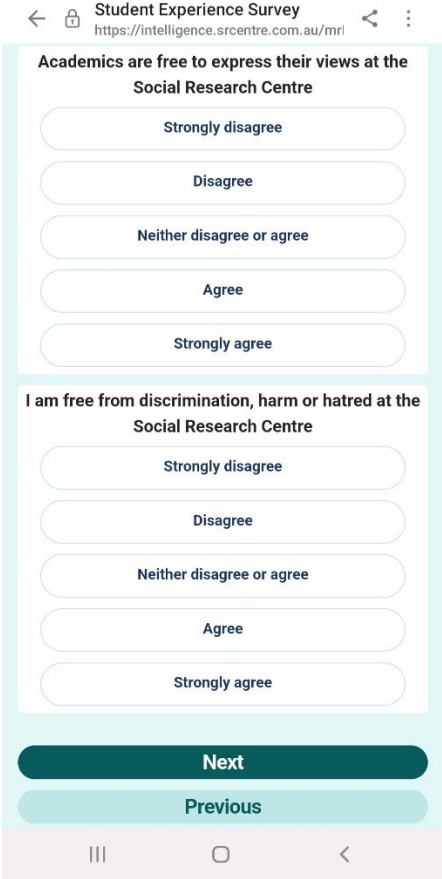 Student Experience Survey
https://intelligence.srcentre.com.au/mrl
Academics are free to express their views at the
Social Research Centre
Strongly disagree
Disagree
Neither disagree or agree
Agree
Strongly agree
I am free from discrimination, harm or hatred at the
Social Research Centre
Strongly disagree
Disagree
Neither disagree or agree
Agree
Strongly agree
Next
Previous